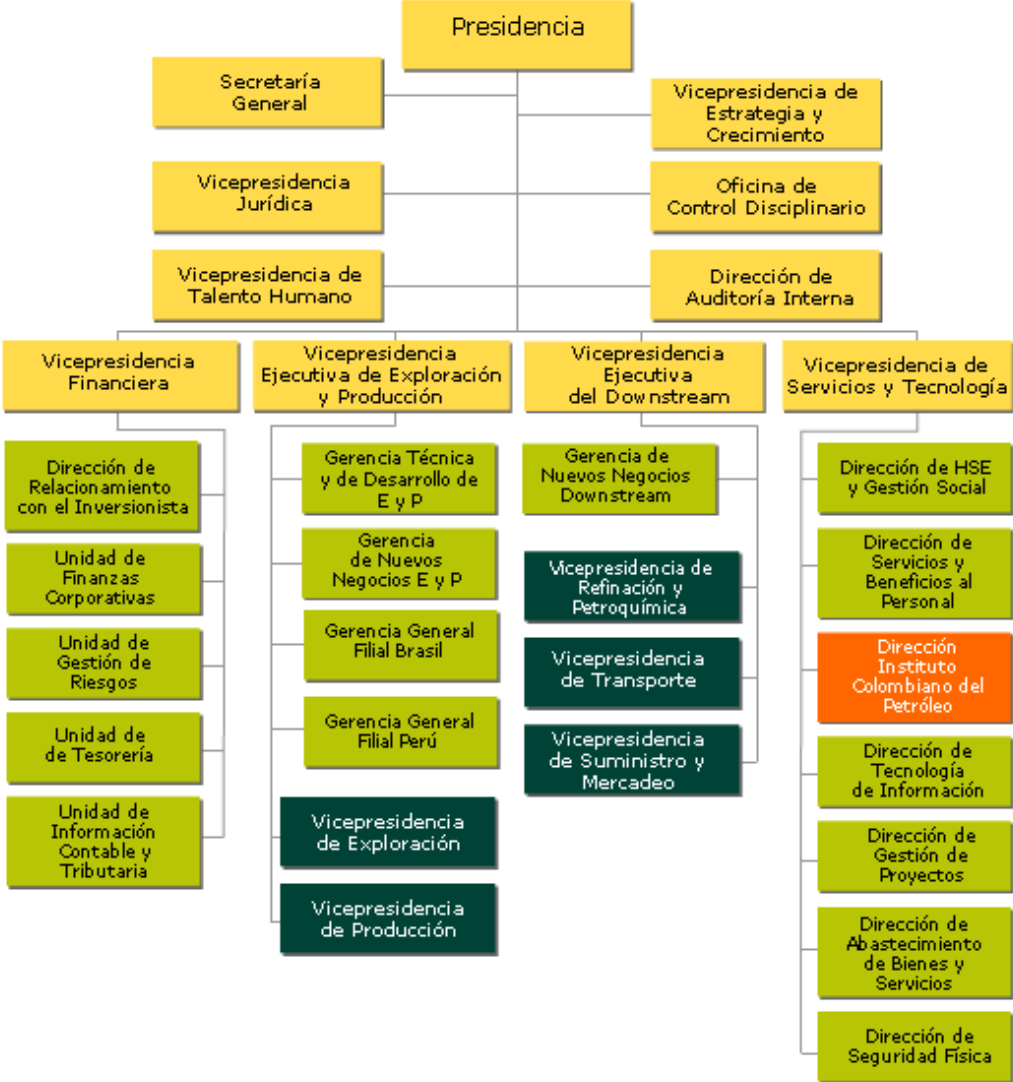 Presidencia
Secretaría
General
Vicepresidencia de
Estrategia y
Crecimiento
Vicepresidencia
Jurídica
Oficina de
Control Disciplinario
Vicepresidencia de
Talento Humano
Dirección de
Auditoría Interna
Vicepresidencia
Financiera
Vicepresidencia
Ejecutiva de Exploración
y Producción
Vicepresidencia
Ejecutiva
del Downstream
Vicepresidencia de
Servicios y Tecnología
Dirección de
Relacionamiento
con el Inversionista
Unidad de
Finanzas
Corporativas
Unidad de
Gestión de
Riesgos
Unidad de
de Tesorería
Unidad de
Información
Contable y
Tributaria
Gerencia Técnica
y de Desarrollo de
E y P
Gerencia
de Nuevos
Negocios E y P
Gerencia General
Filial Brasil
Gerencia General
Filial Perú
Vicepresidencia
de Exploración
Vicepresidencia
de Producción
Gerencia de
Nuevos Negocios
Downstream
Vicepresidencia de
Refinación y
Petroquímica
Vicepresidencia
de Transporte
Vicepresidencia
de Suministro y
Mercadeo
Dirección de HSE
y Gestión Social
Dirección de
Servicios y
Beneficios al
Personal
Dirección
Instituto
Colombiano del
Petróleo
Dirección de
Tecnología
de Información
Dirección de
Gestión de
Proyectos
Dirección de
Abastecimiento
de Bienes y
Servicios
Dirección de
Seguridad Física